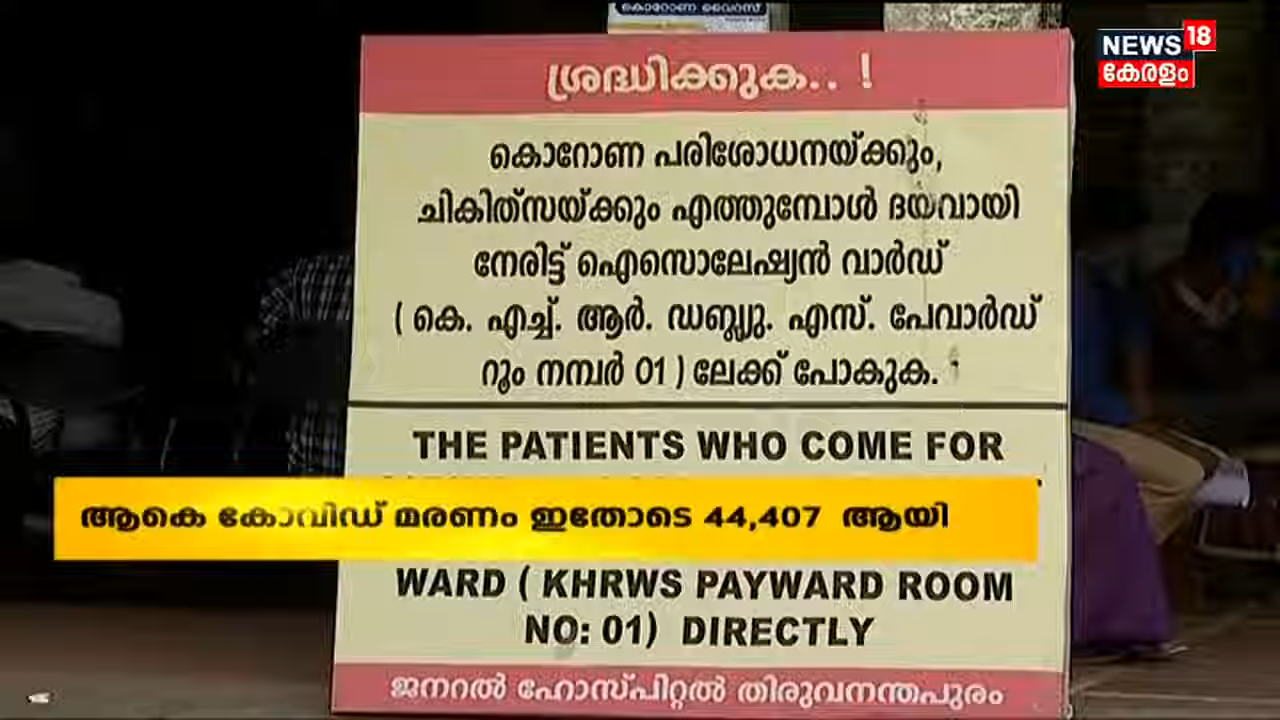 കൊറോണ വൈറസ്
NEWS 18
കേരളം
ശ്രദ്ധിക്കുക.. !
കൊറോണ പരിശോധനയ്ക്കും,
ചികിത്സയ്ക്കും എത്തുമ്പോൾ ദയവായി
നേരിട്ട് ഐസൊലേഷ്യൻ വാർഡ്
( കെ. എച്ച്. ആർ. ഡബ്ല്യു. എസ്. പേവാർഡ്
റൂം നമ്പർ 01 ) ലേക്ക് പോകുക.
THE PATIENTS WHO COME FOR
ആകെ കോവിഡ് മരണം ഇതോടെ 44,407 ആയി
WARD ( KHRWS PAYWARD ROOM
NO: 01) DIRECTLY
ജനറൽ ഹോസ്പിറ്റൽ തിരുവനന്തപുരം